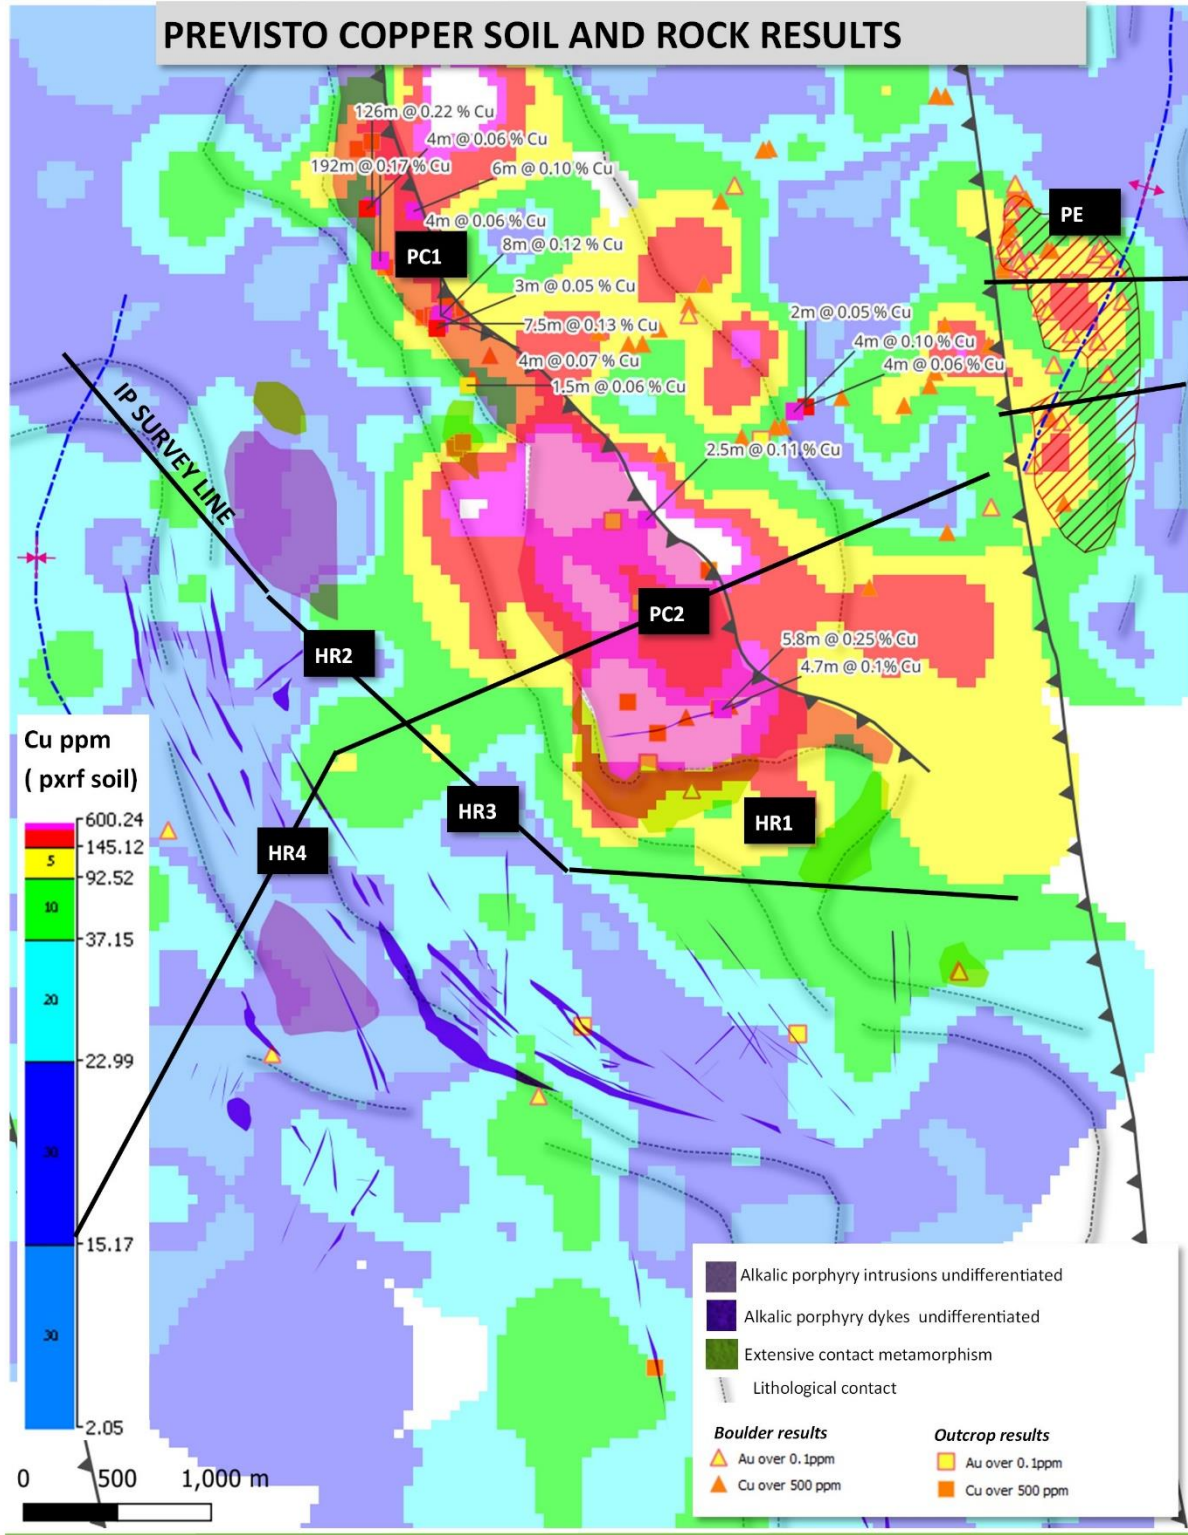 PREVISTO COPPER SOIL AND ROCK RESULTS
126m @ 0.22 % Cu
4m @ 0.06 % Cu
192m @ 0.17 % Cu
6m @ 0.10 % Cu
PE
4m @ 0.06 % Cu
8m @ 0.12 % Cu
PC1
3m @ 0.05 % Cu
2m @ 0.05 % Cu
7.5m @ 0.13 % Cu
4m @ 0.10 % Cu
4m @ 0.07 % Cu
4m @ 0.06 % Cu
1.5m @ 0.06 % Cu
IP SURVEY LINE
2.5m @ 0.11 % Cu
PC2
5.8m @ 0.25 % Cu
HR2
4.7m @ 0.1% Cu
Cu ppm
( pxrf soil)
HR3
HR1
HR4
600.24
145.12
5
92.52
10
37.15
20
22.99
30
15.17
30
2.05
0 500 1,000 m
Alkalic porphyry intrusions undifferentiated
Alkalic porphyry dykes undifferentiated
Extensive contact metamorphism
Lithological contact
Boulder results
Au over 0.1ppm
Cu over 500 ppm
Outcrop results
Au over 0.1ppm
Cu over 500 ppm